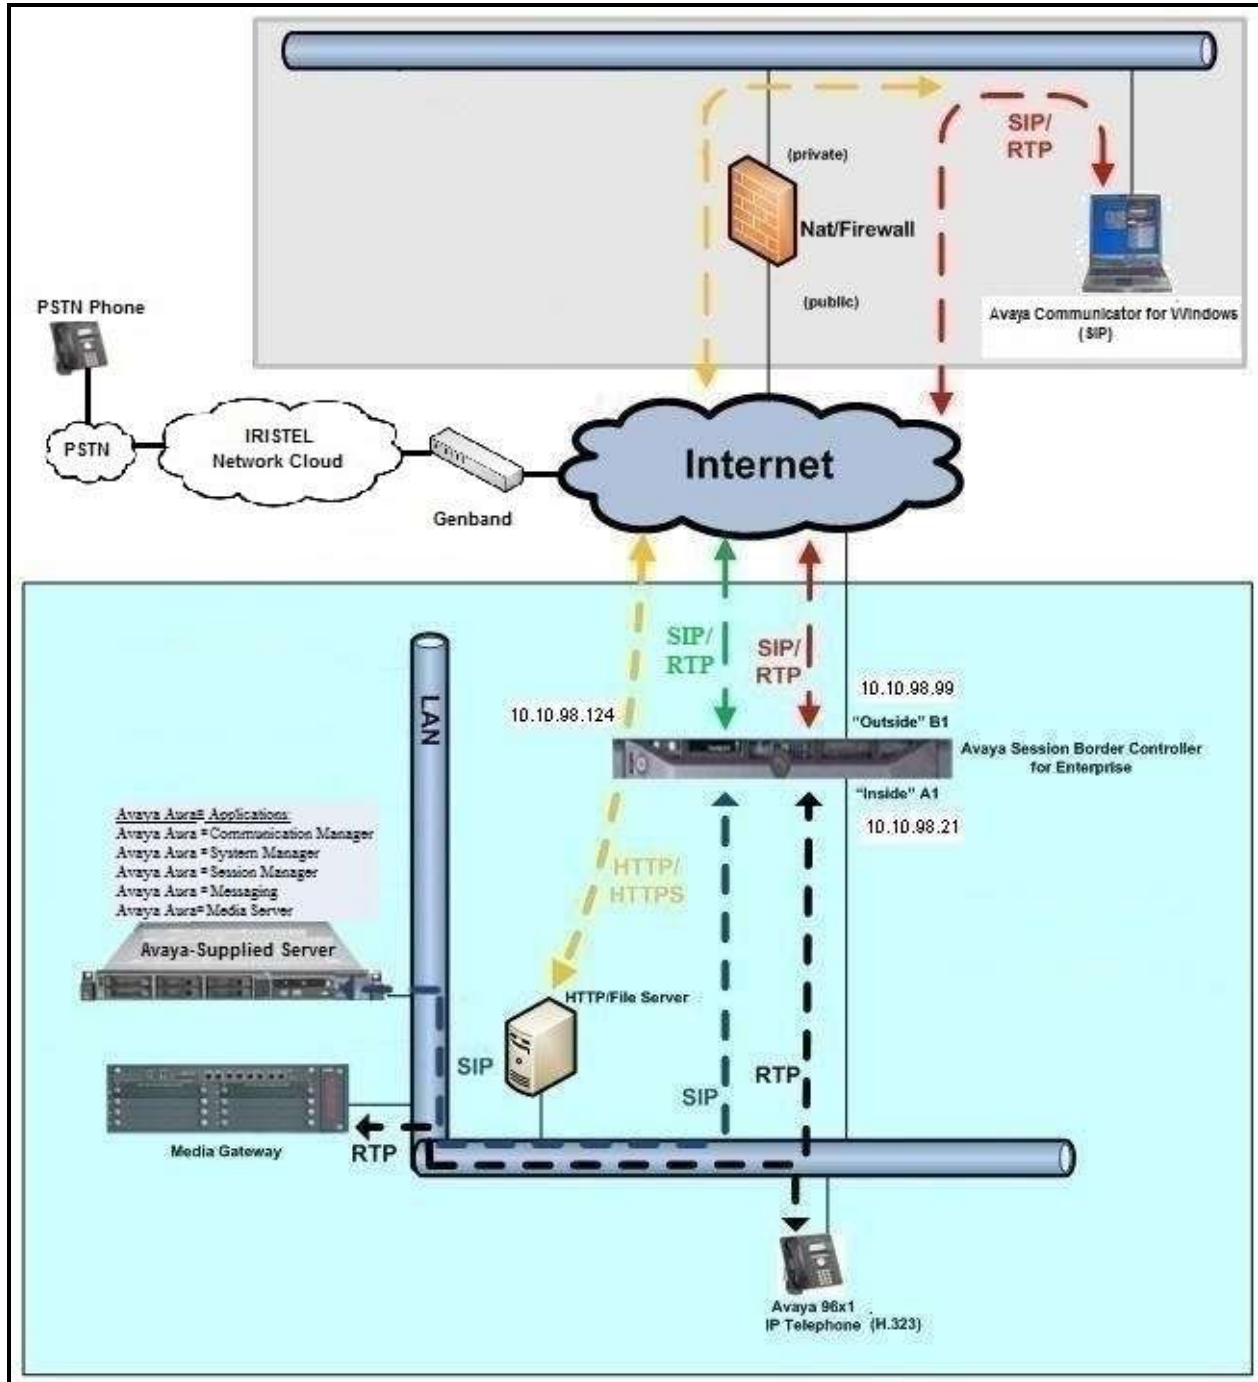 SIP/
RTP
(private)
Nat/Firewall
(public)
Avaya Communicator for Windows
(SIP)
PSTN Phone
PSTN
IRISTEL
Network Cloud
Genband
Internet
SIP/
RTP
SIP/
RTP
10.10.98.124
10.10.98.99
"Outside" B1
Avaya Session Border Controller
for Enterprise
"Inside" A1
10.10.98.21
LAN
Avaya Aura® Applications:
Avaya Aura ® Communication Manager
Avaya Aura ® System Manager
Avaya Aura ® Session Manager
Avaya Aura ® Messaging
Avaya Aura® Media Server
Avaya-Supplied Server
HTTP/
HTTPS
HTTP/File Server
SIP
SIP
RTP
Media Gateway
RTP
Avaya 96x1
IP Telephone (H.323)